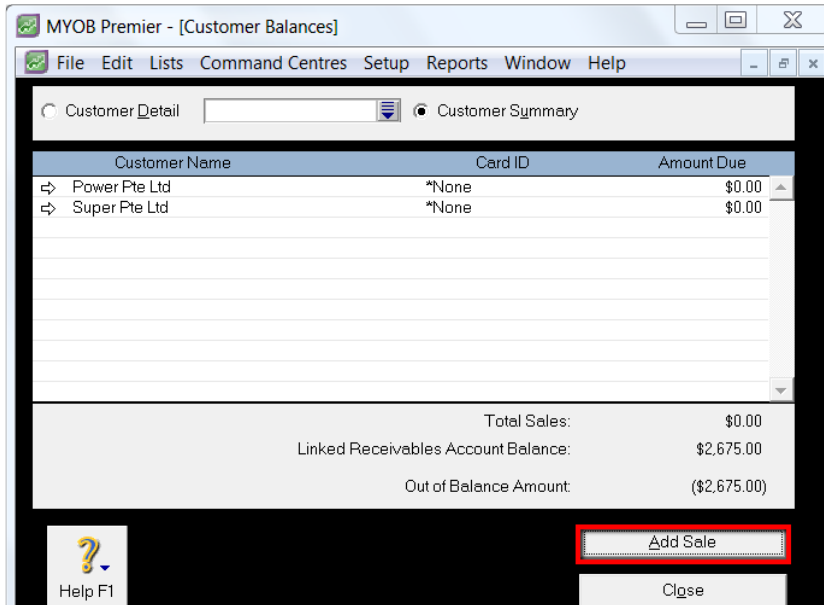 MYOB Premier - [Customer Balances]
File Edit Lists Command Centres Setup Reports Window Help
Customer Detail Customer Summary
Customer Name Card ID Amount Due
Power Pte Ltd *None $0.00
Super Pte Ltd *None $0.00
Total Sales: $0.00
Linked Receivables Account Balance: $2,675.00
Out of Balance Amount: ($2,675.00)
Add Sale
Help F1
Close